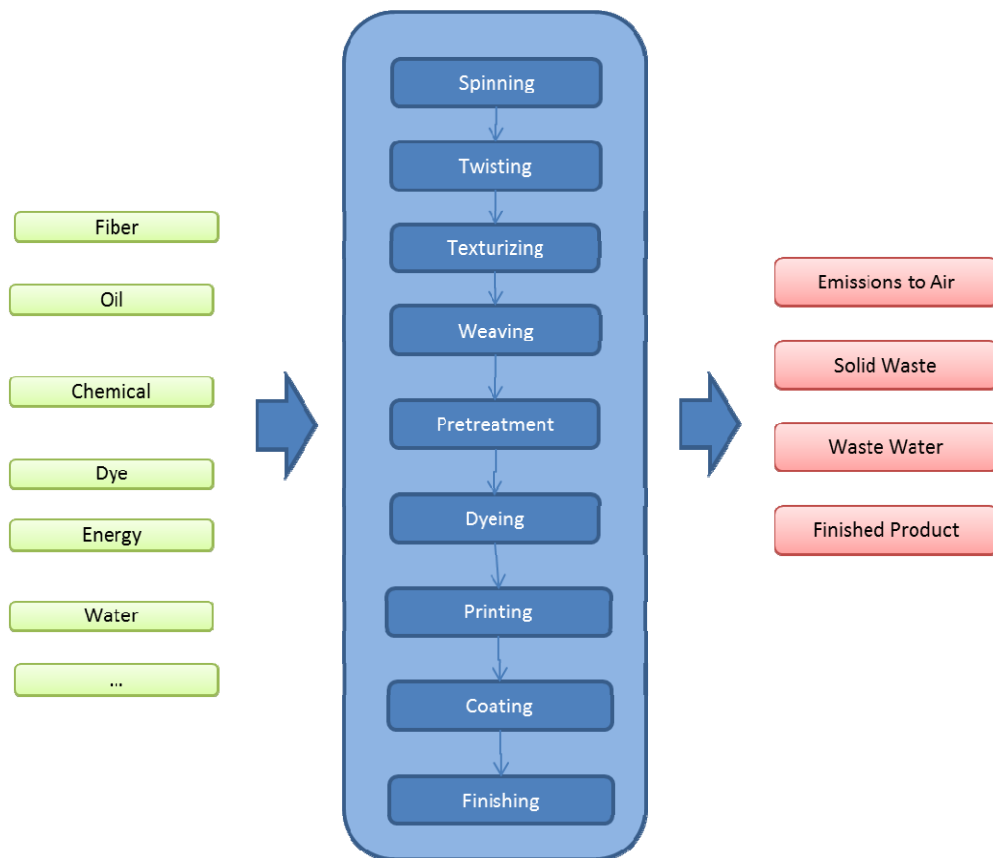 Fiber
Oil
Chemical
Dye
Energy
Water
...
Spinning
Twisting
Texturizing
Weaving
Pretreatment
Dyeing
Printing
Coating
Finishing
Emissions to Air
Solid Waste
Waste Water
Finished Product